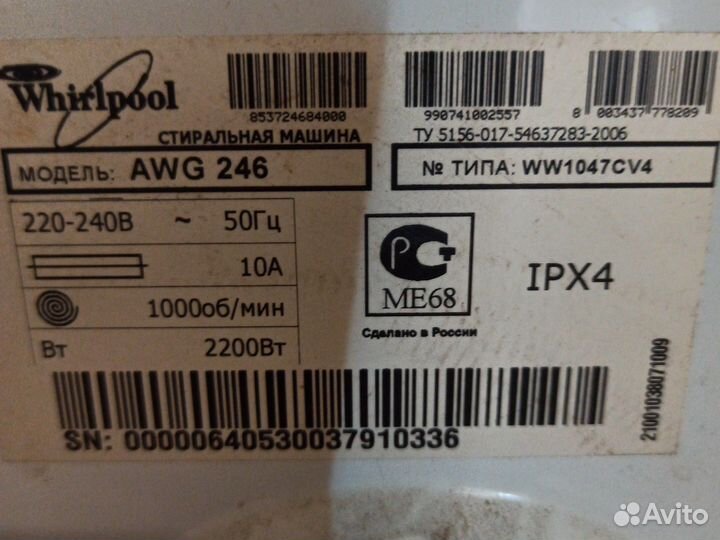 Whirlpool
853724684000
990741002557
8 003437 778209
СТИРАЛЬНАЯ МАШИНА
ТУ 5156-017-54637283-2006
МОДЕЛЬ: AWG 246
№ ТИПА: WW1047CV4
220-240В ~ 50Гц
10А
1000об/мин
Вт 2200Вт
РСТ
МЕ68
Сделано в России
IPX4
21001038071009
SN: 00000640530037910336
Avito